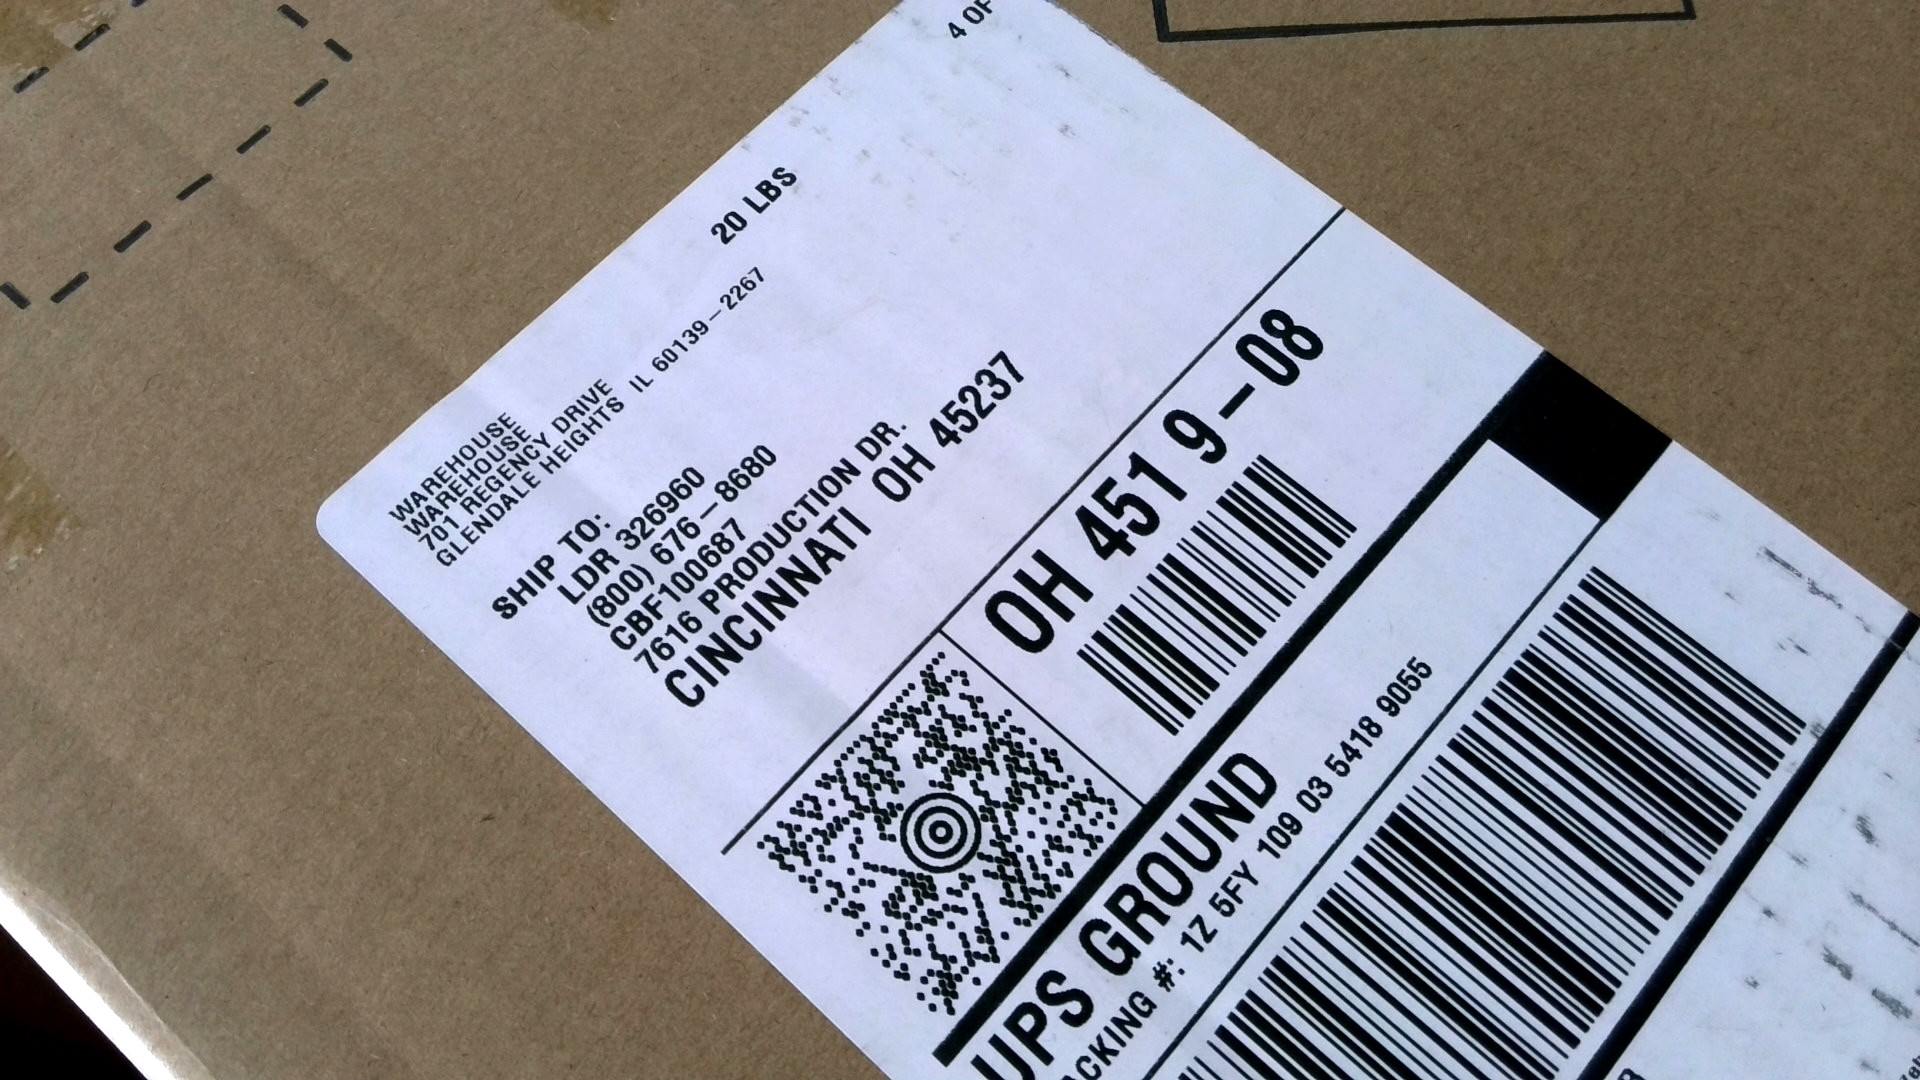 4 OF
20 LBS
WAREHOUSE
WAREHOUSE
701 REGENCY DRIVE
GLENDALE HEIGHTS IL 60139-2267
SHIP TO:
LDR 326960
(800) 676-8680
CBF100687
7616 PRODUCTION DR.
CINCINNATI OH 45237
OH 451 9-08
UPS GROUND
ACKING #: 1Z 5FY 109 03 5418 9055